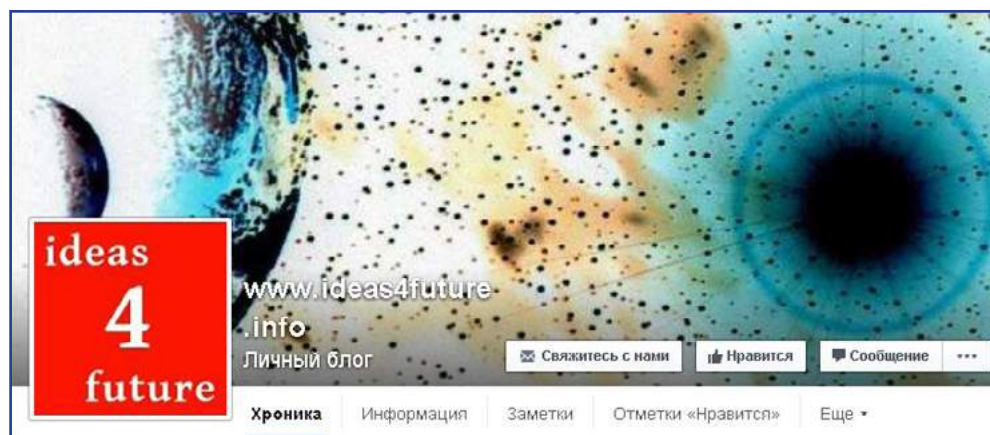 ideas
4
future
www.ideas4future
.info
Личный блог
Свяжитесь с нами
Нравится
Сообщение
•••
Хроника
Информация
Заметки
Отметки «Нравится»
Еще